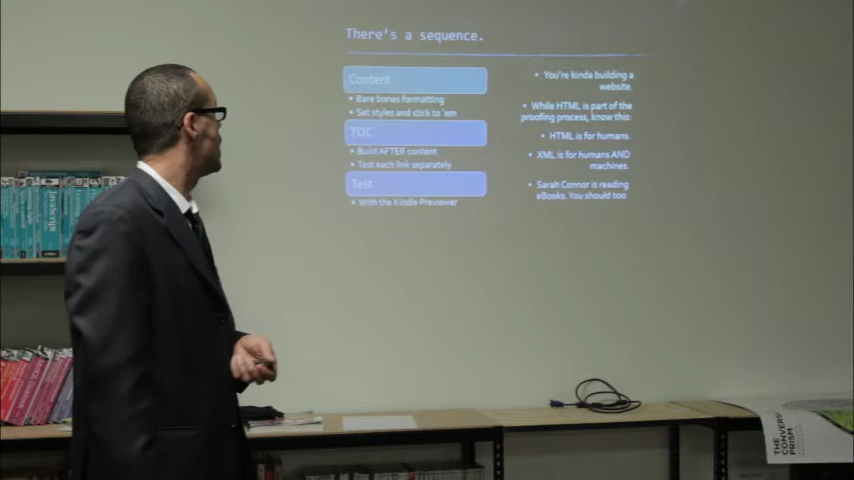 There's a sequence.
Content
• Bare bones formatting
• Set styles and stick to 'em
TOC
• Build AFTER content
• Test each link separately
Test
• With the Kindle Previewer
• You're kinda building a
website.
• While HTML is part of the
proofing process, know this:
• HTML is for humans.
• XML is for humans AND
machines.
• Sarah Connor is reading
eBooks. You should too.
JavaScript
THE
CONVERS
PRISM